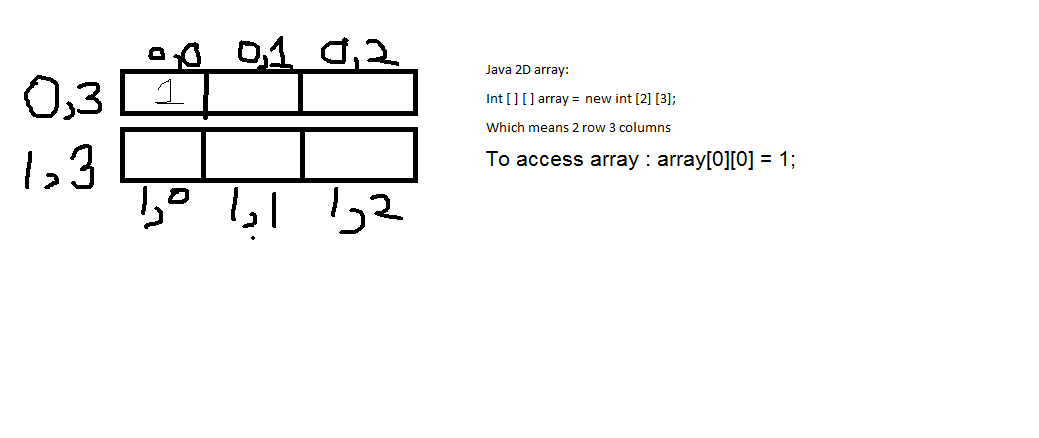 0,0 0,1 0,2
0,3 1
1,3
1,0 1,1 1,2
Java 2D array:
Int [ ] [ ] array = new int [2] [3];
Which means 2 row 3 columns
To access array : array[0][0] = 1;